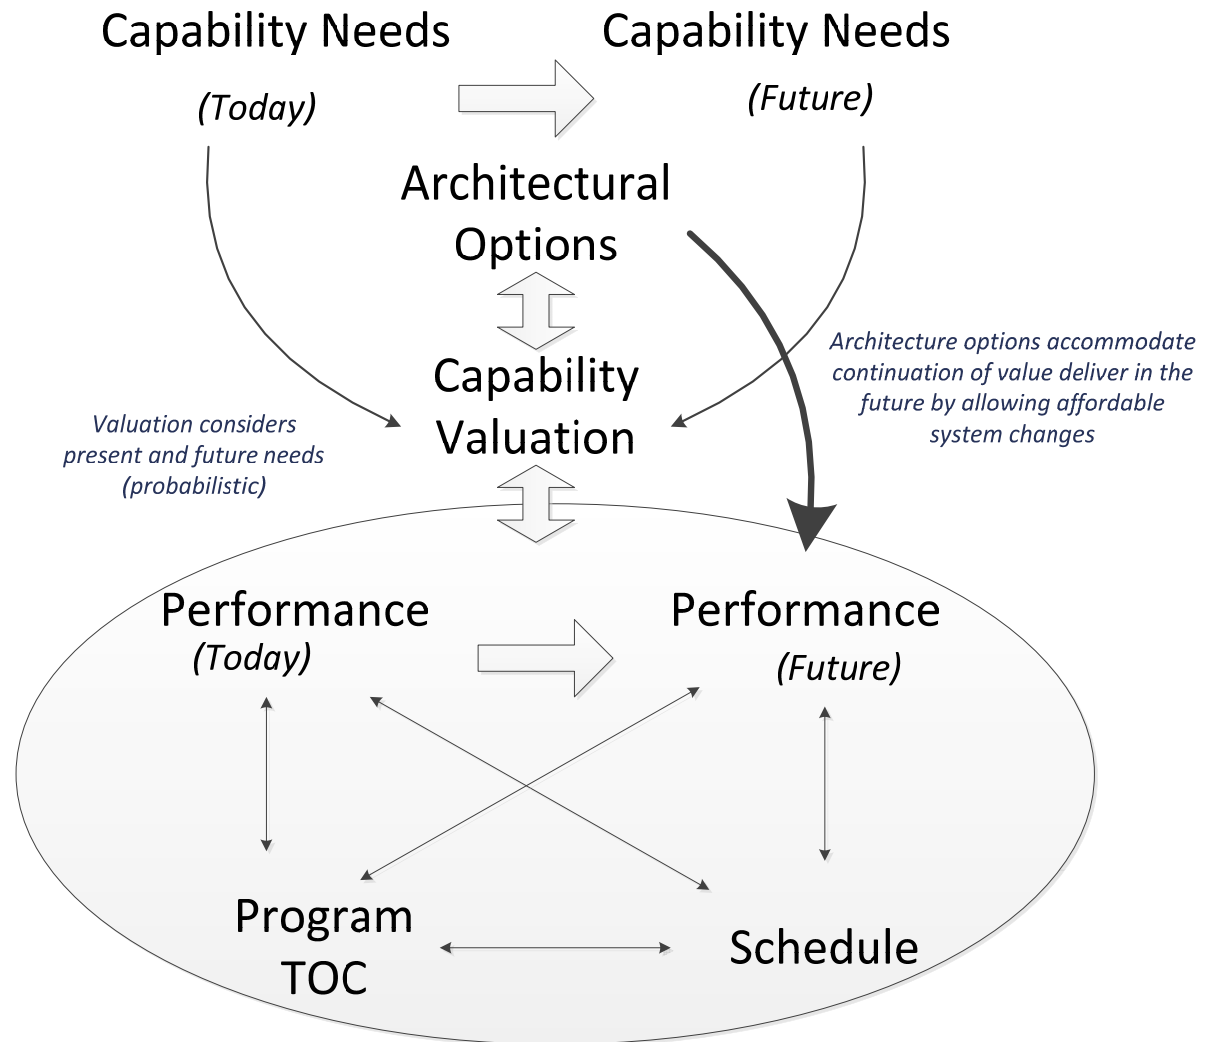 Capability Needs
(Today)
Capability Needs
(Future)
Architectural
Options
Capability
Valuation
Architecture options accommodate
continuation of value deliver in the
future by allowing affordable
system changes
Valuation considers
present and future needs
(probabilistic)
Performance
(Today)
Performance
(Future)
Program
TOC
Schedule